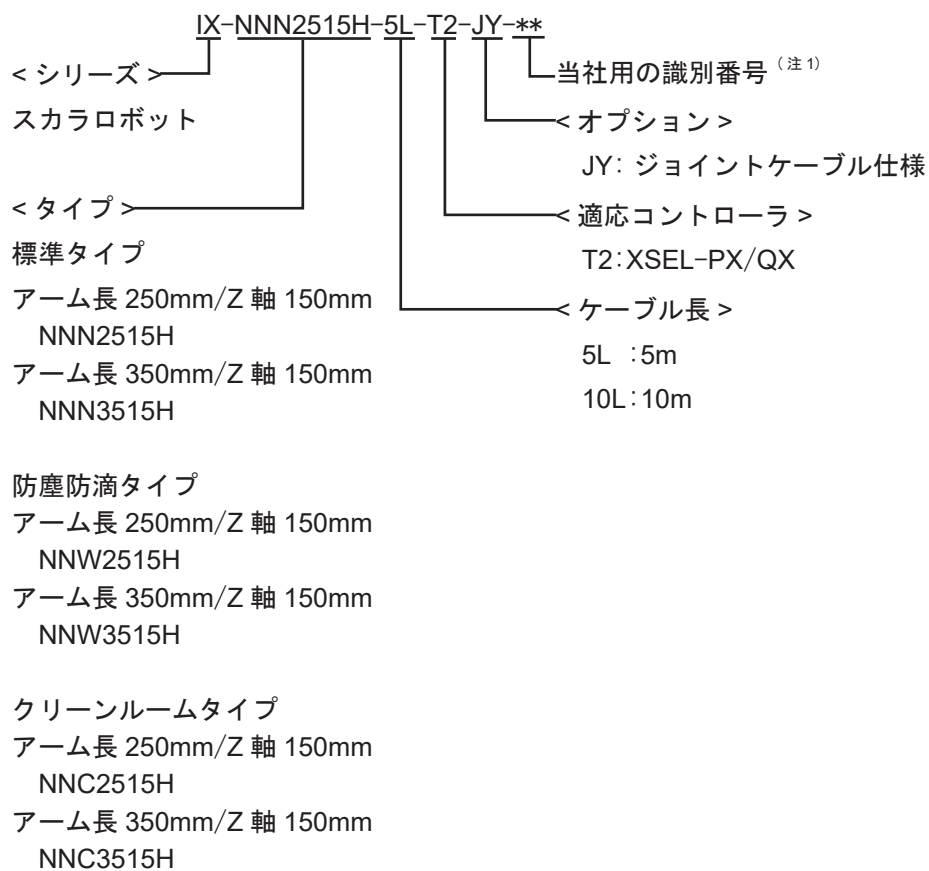 IX-NNN2515H-5L-T2-JY-**
<シリーズ>
スカラロボット
<タイプ>
標準タイプ
アーム長 250mm/Z 軸 150mm
NNN2515H
アーム長 350mm/Z 軸 150mm
NNN3515H
防塵防滴タイプ
アーム長 250mm/Z 軸 150mm
NNW2515H
アーム長 350mm/Z 軸 150mm
NNW3515H
クリーンルームタイプ
アーム長 250mm/Z 軸 150mm
NNC2515H
アーム長 350mm/Z 軸 150mm
NNC3515H
当社用の識別番号（注1）
<オプション>
JY: ジョイントケーブル仕様
<適応コントローラ>
T2:XSEL-PX/QX
<ケーブル長>
5L :5m
10L:10m